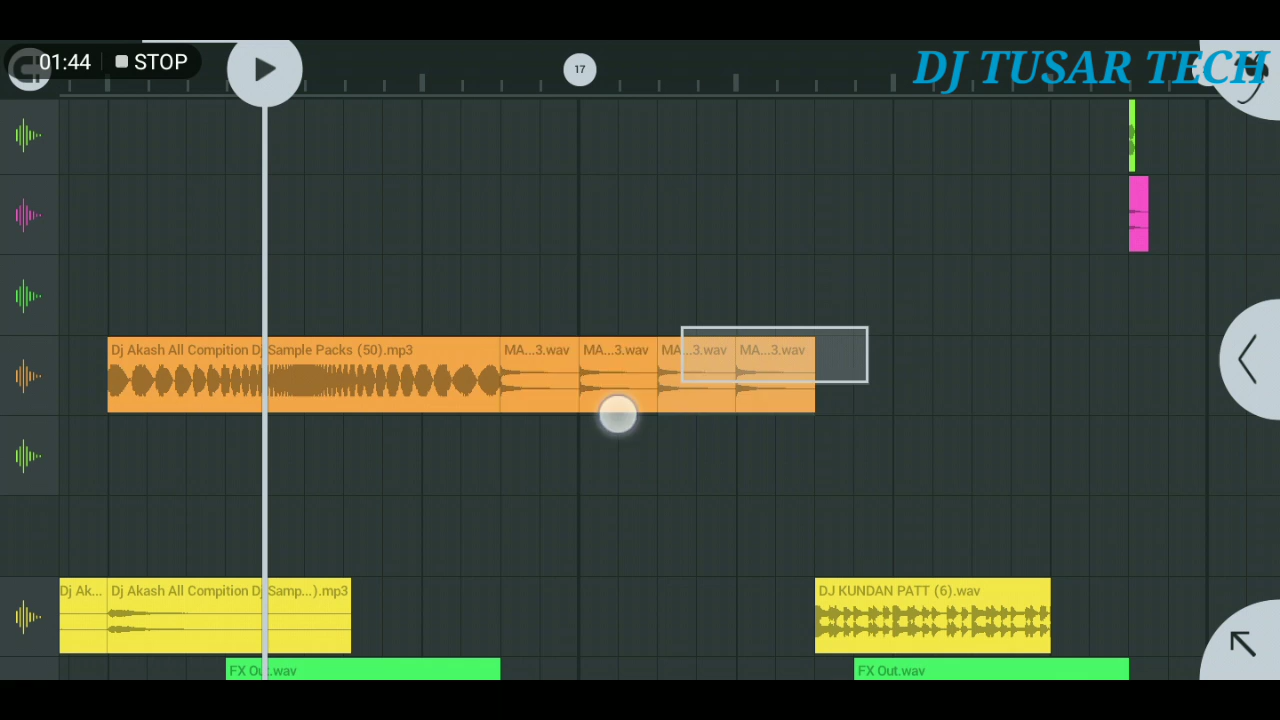 01:44 STOP
17
DJ TUSAR TECH
Dj Akash All Compition Dj Sample Packs (50).mp3
MA...3.wav
MA...3.wav
MA...3.wav
MA...3.wav
Dj Ak...
Dj Akash All Compition Dj Samp...).mp3
DJ KUNDAN PATT (6).wav
FX Out.wav
FX Out.wav